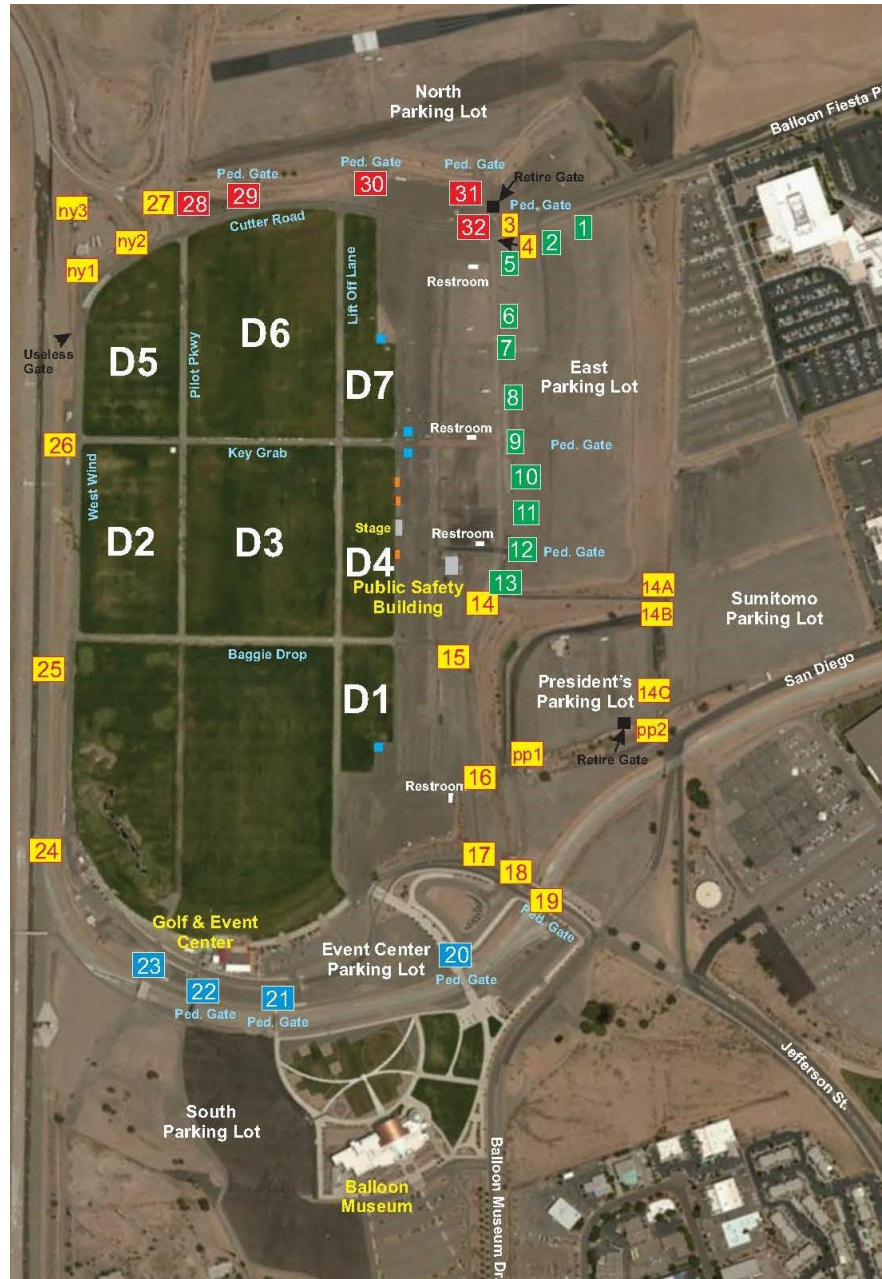 North
Parking Lot
Balloon Fiesta P
Ped. Gate
Ped. Gate
Ped. Gate
Retire Gate
Ped. Gate
ny3
27
28
29
30
31
32
3
1
ny2
Cutter Road
4
2
ny1
5
Restroom
Lift Off Lane
6
Useless
Gate
D5
Pilot Pkwy
D6
D7
7
East
Parking Lot
8
26
Key Grab
Restroom
9
Ped. Gate
West Wind
10
D2
D3
Stage
11
D4
Restroom
12
Ped. Gate
Public Safety
Building
13
14
14A
14B
Sumitomo
Parking Lot
25
Baggie Drop
15
San Diego
D1
President's
Parking Lot
14C
pp2
pp1
Retire Gate
Restroom
16
24
17
18
19
Ped. Gate
Golf & Event
Center
Event Center
Parking Lot
20
Ped. Gate
23
22
Ped. Gate
21
Ped. Gate
Jefferson St.
South
Parking Lot
Balloon
Museum
Balloon Museum Dr